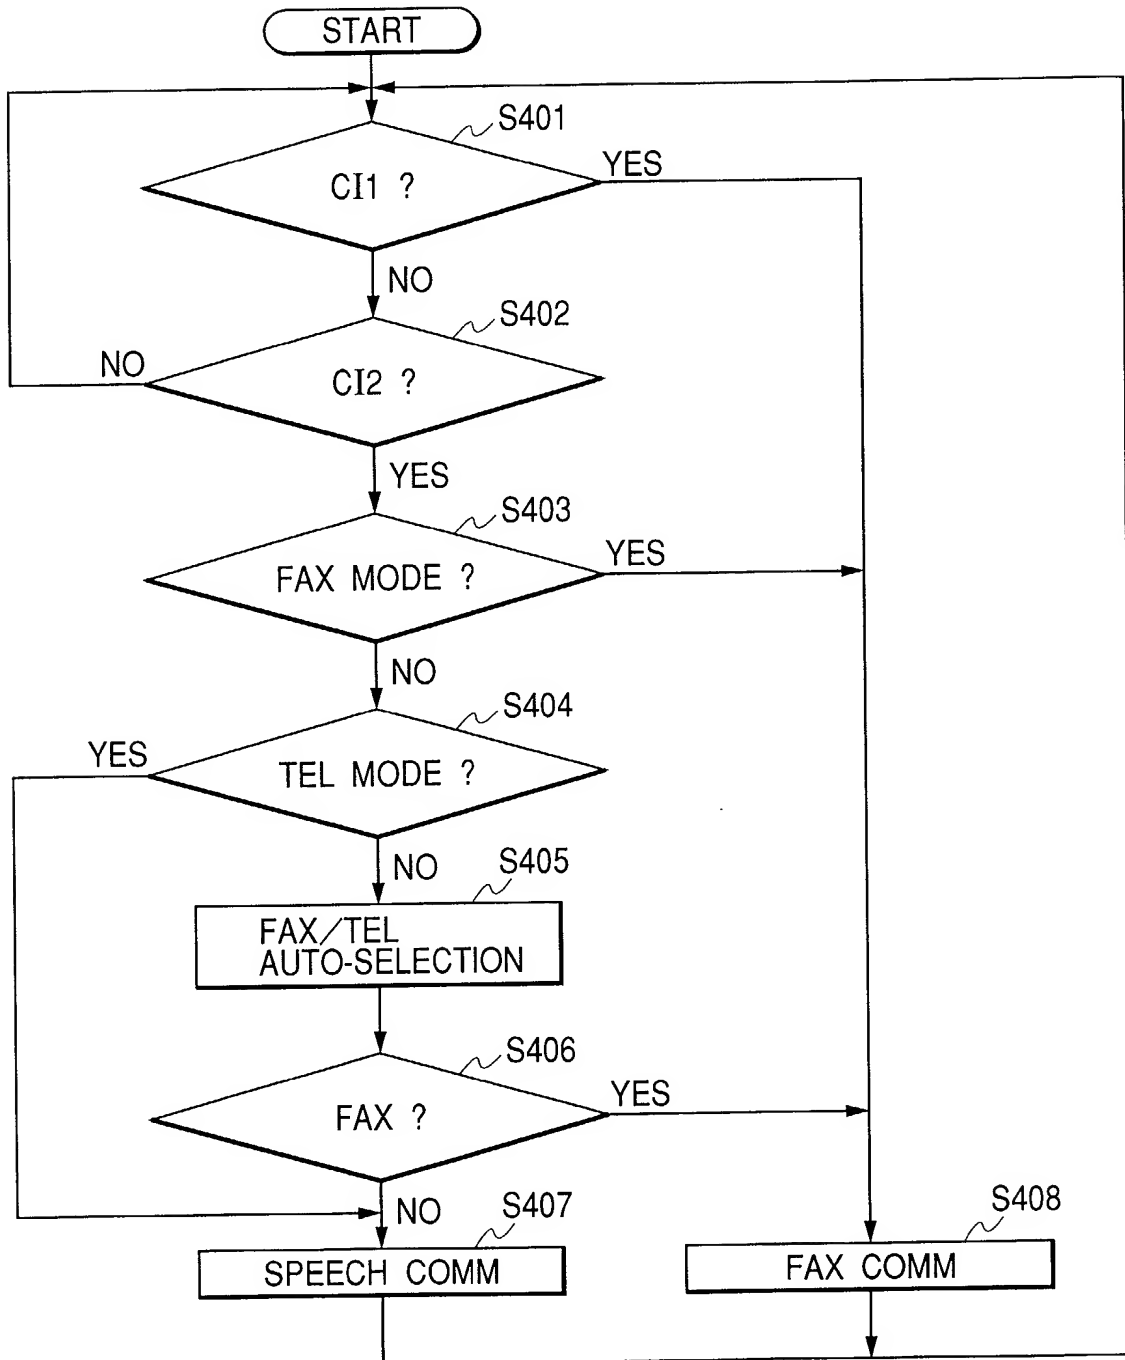 START
S401
CI1 ?
YES
NO
S402
CI2 ?
NO
YES
S403
FAX MODE ?
YES
NO
S404
TEL MODE ?
YES
NO
S405
FAX/TEL
AUTO-SELECTION
S406
FAX ?
YES
NO
S407
SPEECH COMM
S408
FAX COMM